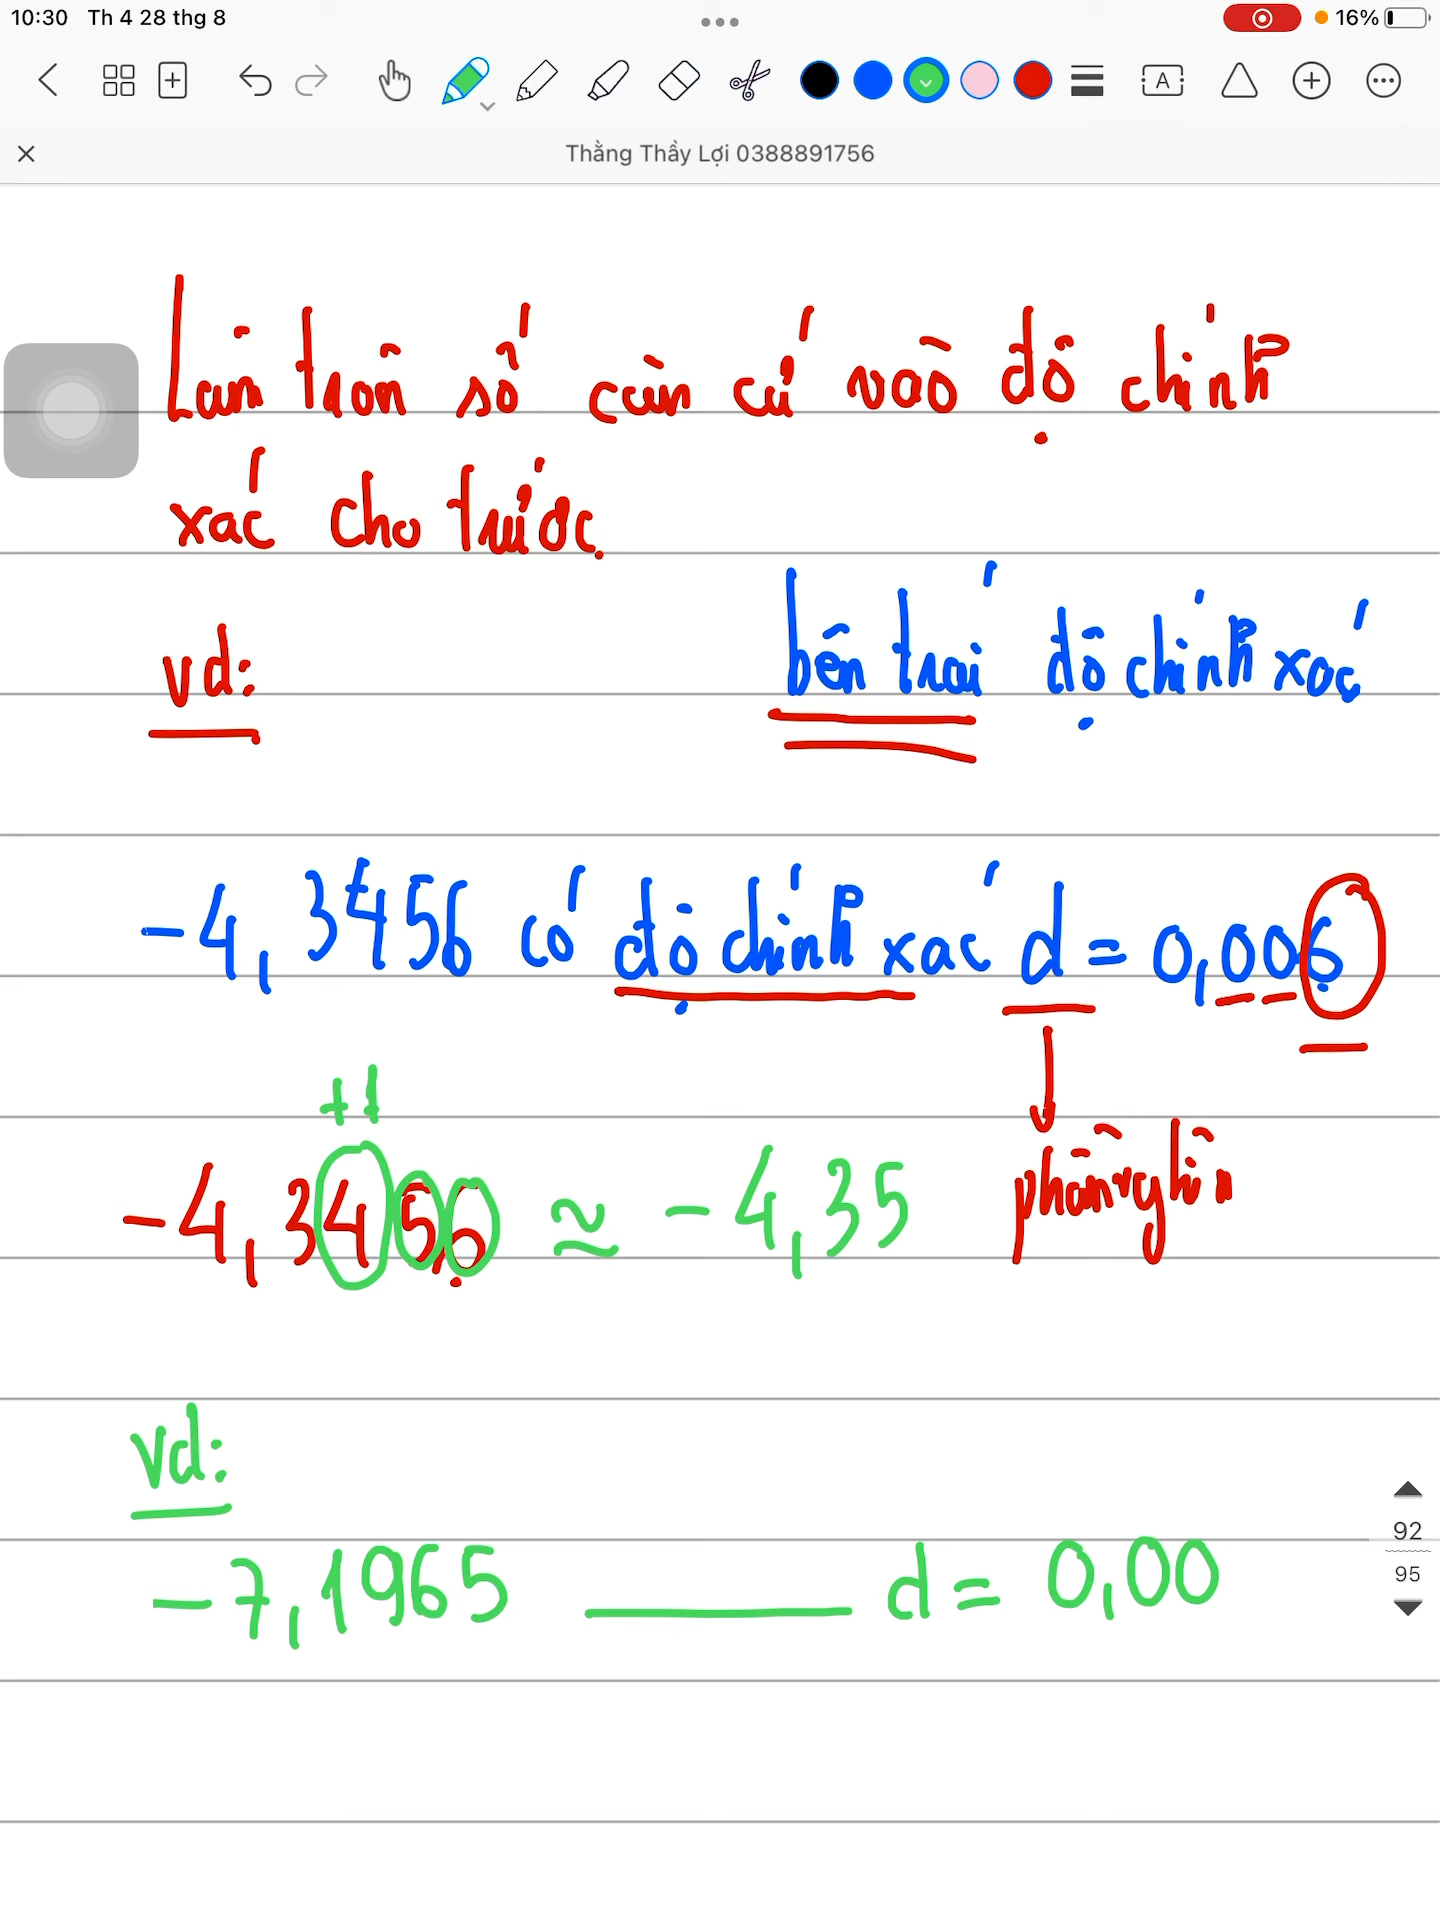 10:30 Th 4 28 thg 8 16%
A
Thằng Thầy Lợi 0388891756
Làm tròn số căn cứ vào độ chính
xác cho trước.
vd: bên trái độ chính xác
-4,3456 có độ chính xác d = 0,006
+1
-4,3456 ≈ -4,35 phần nghìn
vd:
92
-7,1965 d = 0,00
95